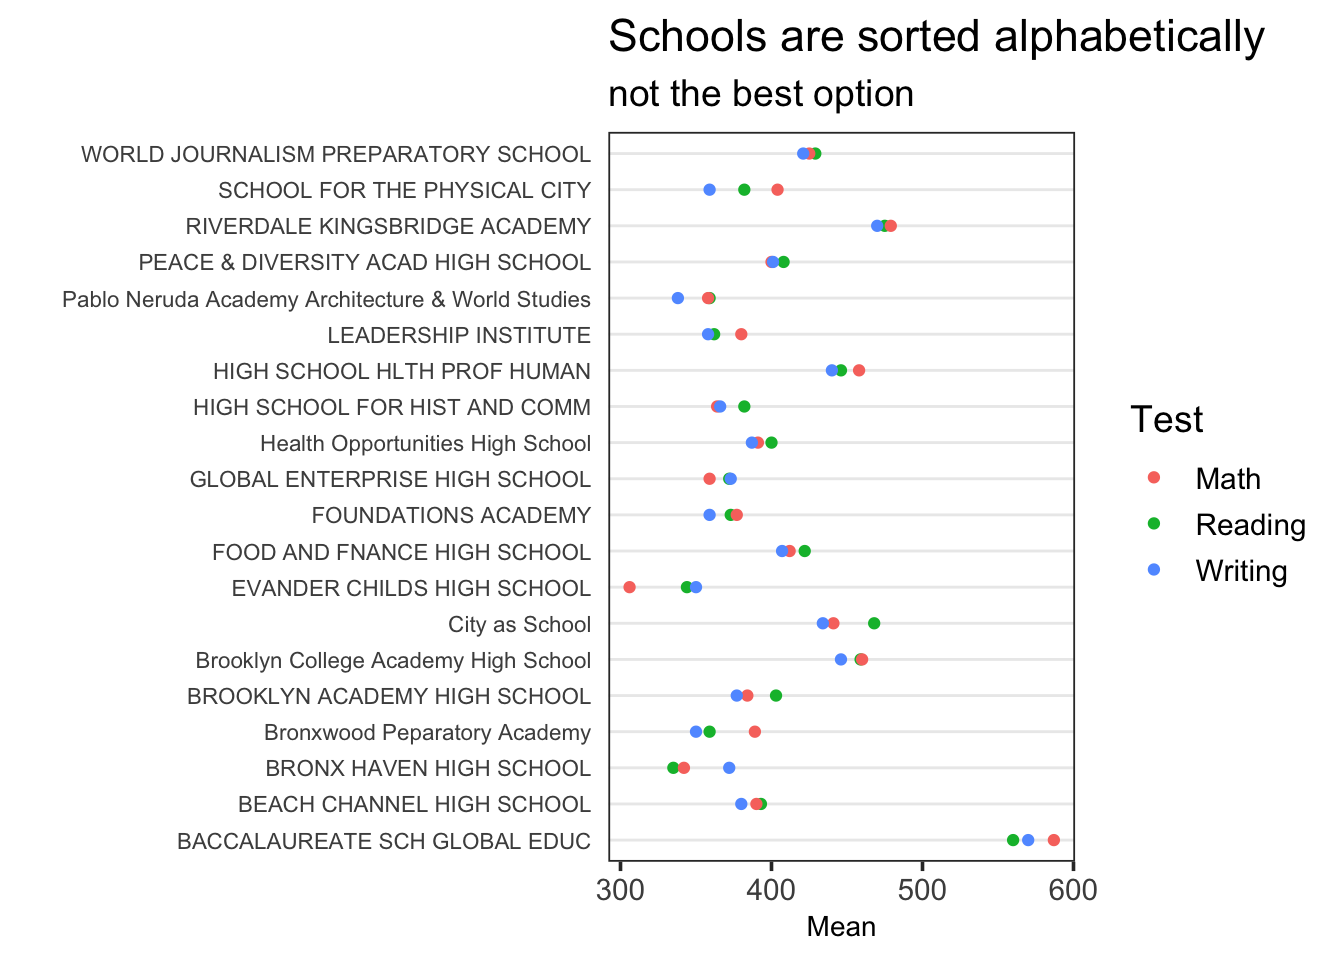 Schools are sorted alphabetically
not the best option
WORLD JOURNALISM PREPARATORY SCHOOL
SCHOOL FOR THE PHYSICAL CITY
RIVERDALE KINGSBRIDGE ACADEMY
PEACE & DIVERSITY ACAD HIGH SCHOOL
Pablo Neruda Academy Architecture & World Studies
LEADERSHIP INSTITUTE
HIGH SCHOOL HLTH PROF HUMAN
HIGH SCHOOL FOR HIST AND COMM
Health Opportunities High School
GLOBAL ENTERPRISE HIGH SCHOOL
FOUNDATIONS ACADEMY
FOOD AND FNANCE HIGH SCHOOL
EVANDER CHILDS HIGH SCHOOL
City as School
Brooklyn College Academy High School
BROOKLYN ACADEMY HIGH SCHOOL
Bronxwood Peparatory Academy
BRONX HAVEN HIGH SCHOOL
BEACH CHANNEL HIGH SCHOOL
BACCALAUREATE SCH GLOBAL EDUC
300 400 500 600
Mean
Test
Math
Reading
Writing